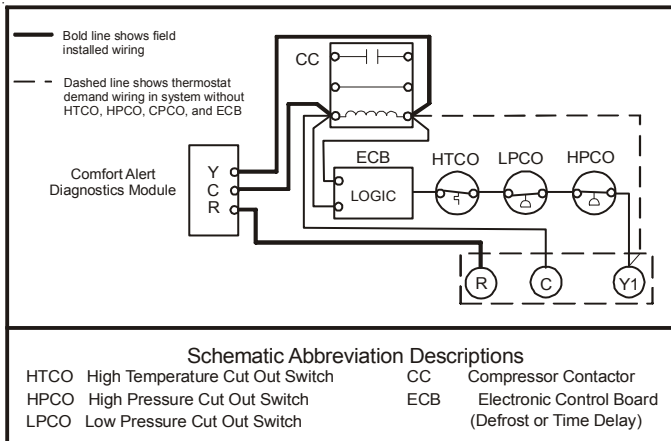 Bold line shows field
installed wiring
Dashed line shows thermostat
demand wiring in system without
HTCO, HPCO, CPCO, and ECB
CC
Comfort Alert
Diagnostics Module
Y
C
R
ECB
LOGIC
HTCO
LPCO
HPCO
R
C
Y1
Schematic Abbreviation Descriptions
HTCO High Temperature Cut Out Switch
HPCO High Pressure Cut Out Switch
LPCO Low Pressure Cut Out Switch
CC Compressor Contactor
ECB Electronic Control Board
(Defrost or Time Delay)